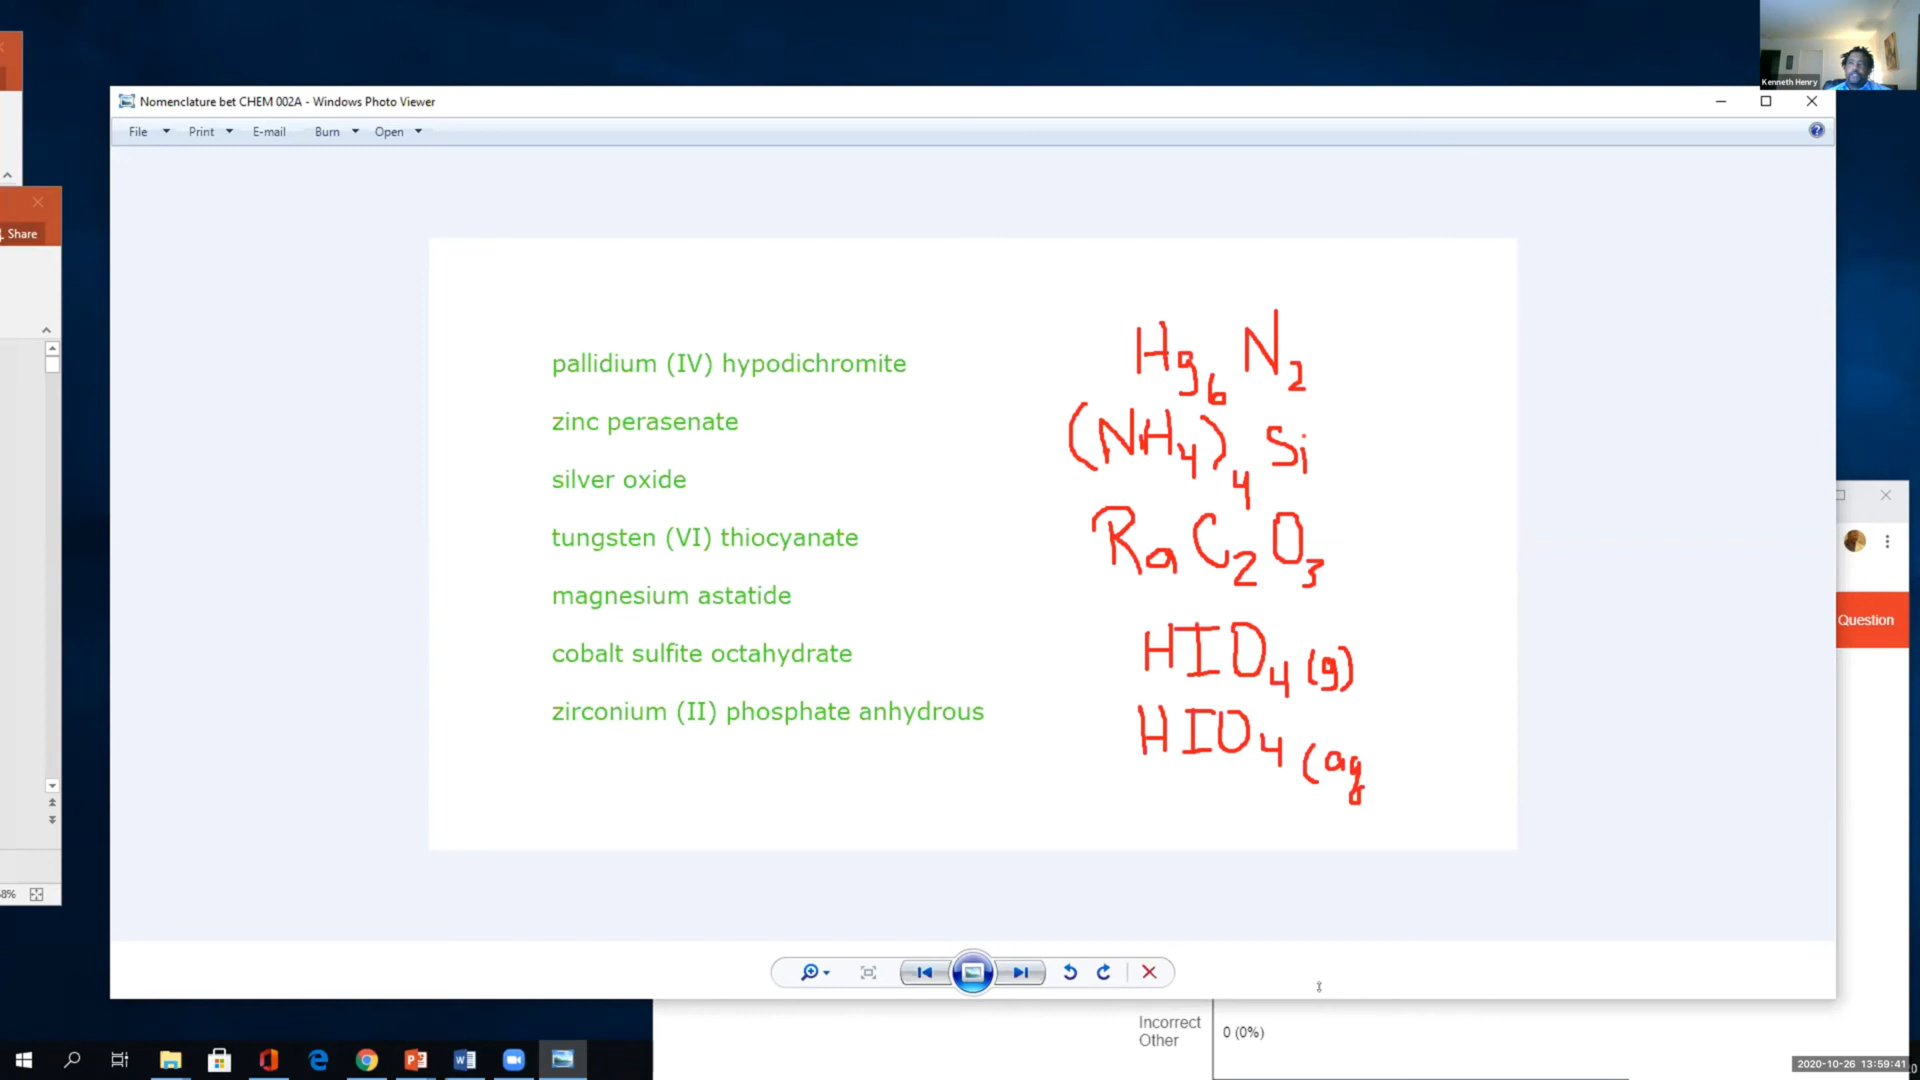 Kenneth Henry
Nomenclature bet CHEM 002A - Windows Photo Viewer
File Print E-mail Burn Open
Share
pallidium (IV) hypodichromite
zinc perasenate
silver oxide
tungsten (VI) thiocyanate
magnesium astatide
cobalt sulfite octahydrate
zirconium (II) phosphate anhydrous
Hg6 N2
(NH4)4 Si
Ra C2 O3
HIO4 (g)
HIO4 (aq
Question
8%
Incorrect 0 (0%)
Other
2020-10-26 13:59:41